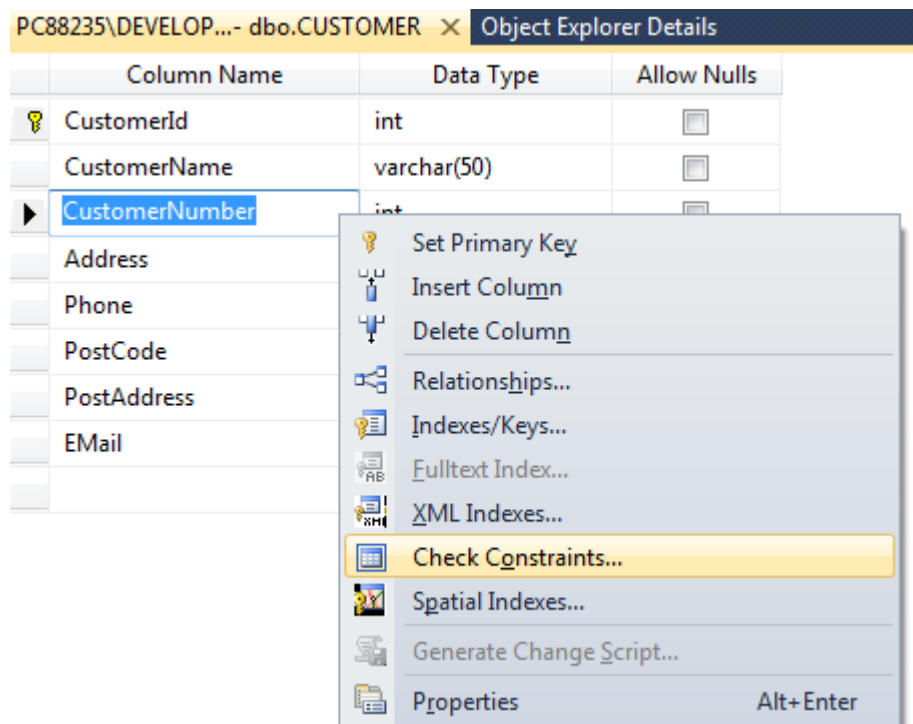 PC88235\DEVELOP...- dbo.CUSTOMER Object Explorer Details
Column Name Data Type Allow Nulls
CustomerId int
CustomerName varchar(50)
CustomerNumber int
Address
Phone
PostCode
PostAddress
EMail
Set Primary Key
Insert Column
Delete Column
Relationships...
Indexes/Keys...
Fulltext Index...
XML Indexes...
Check Constraints...
Spatial Indexes...
Generate Change Script...
Properties Alt+Enter